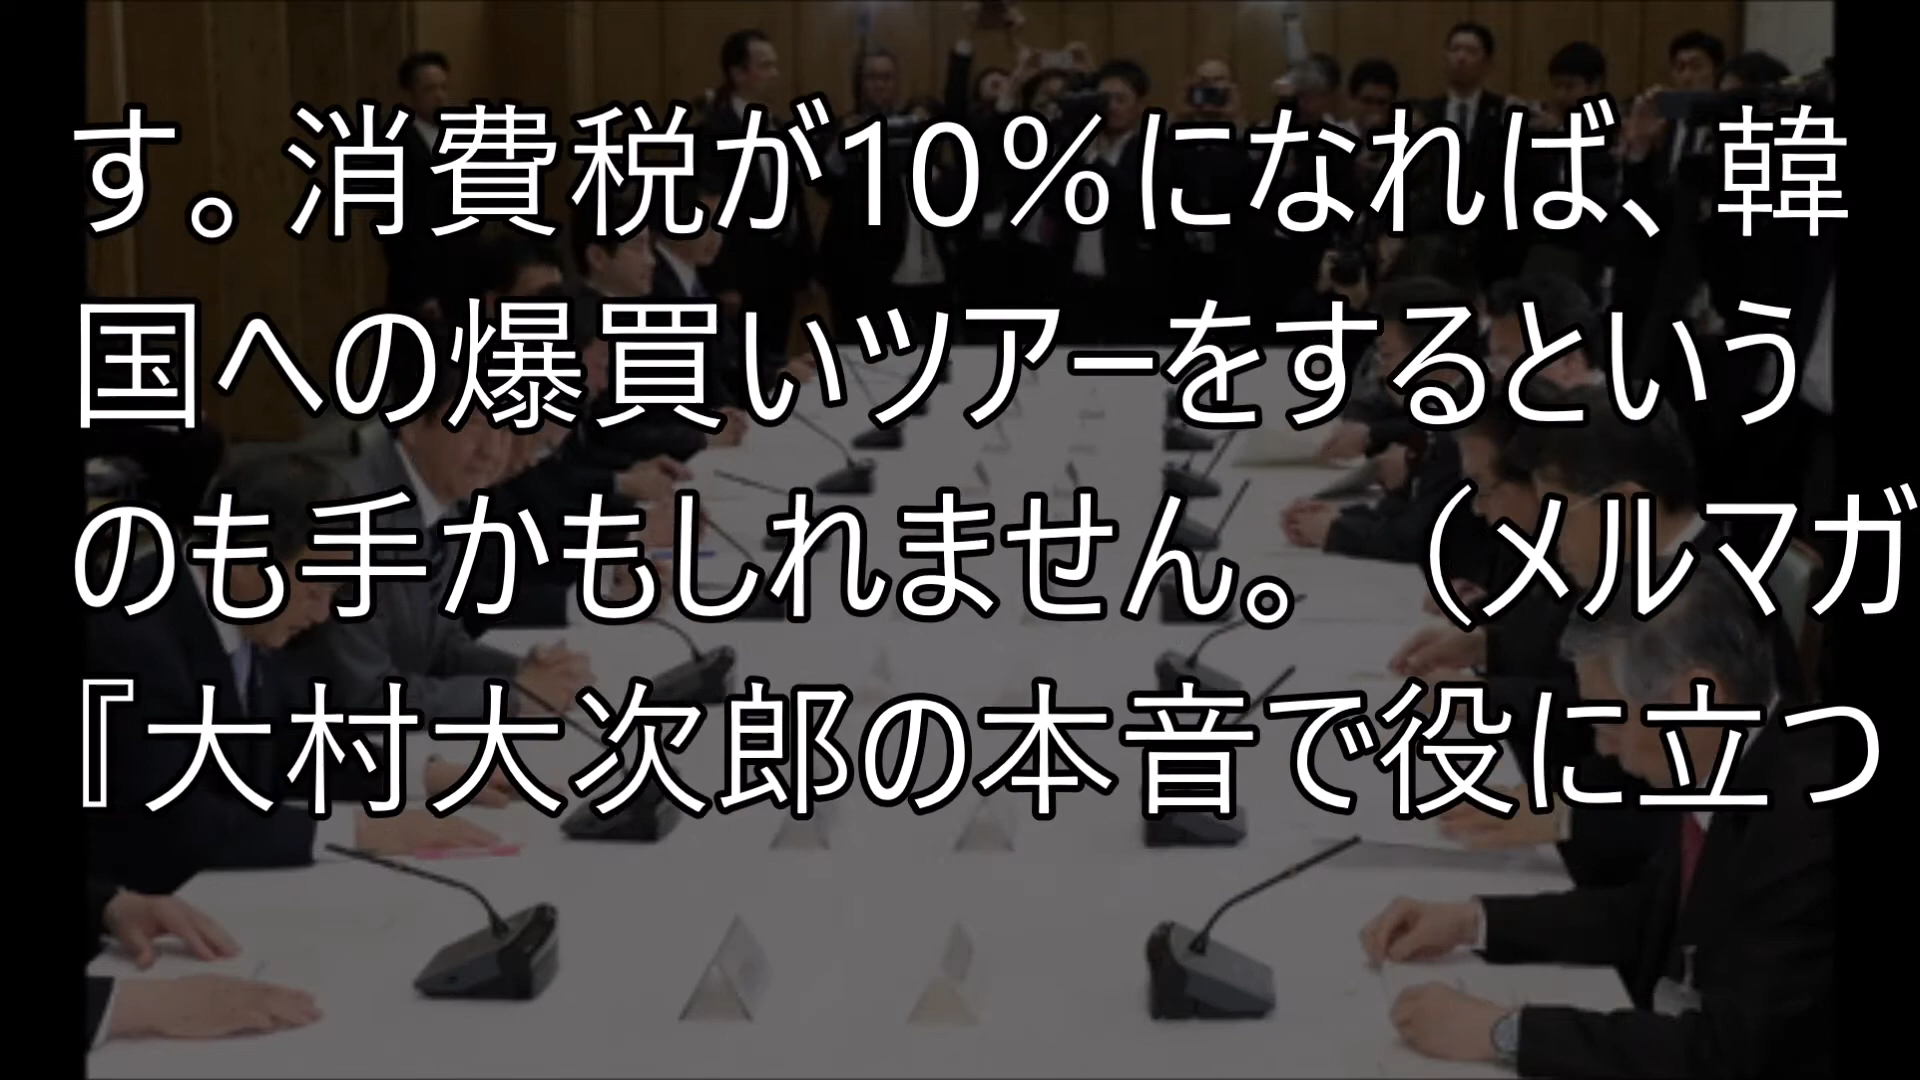 す。消費税が10％になれば、韓
国への爆買いツアーをするという
のも手かもしれません。（メルマガ
『大村大次郎の本音で役に立つ